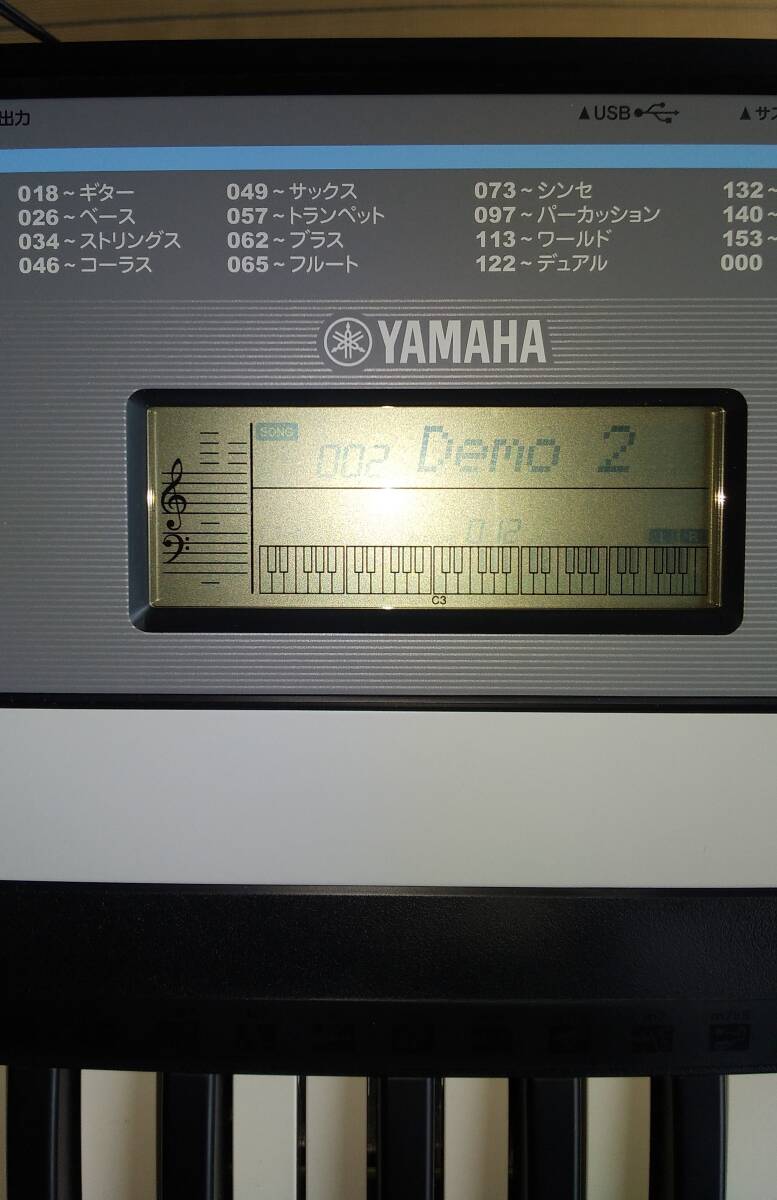 出力
▲USB
▲サス
018~ギター 049~サックス 073~シンセ 132~
026~ベース 057~トランペット 097~パーカッション 140~
034~ストリングス 062~ブラス 113~ワールド 153~
046~コーラス 065~フルート 122~デュアル 000
YAMAHA
SONG
002 Demo 2
012
L R
C3